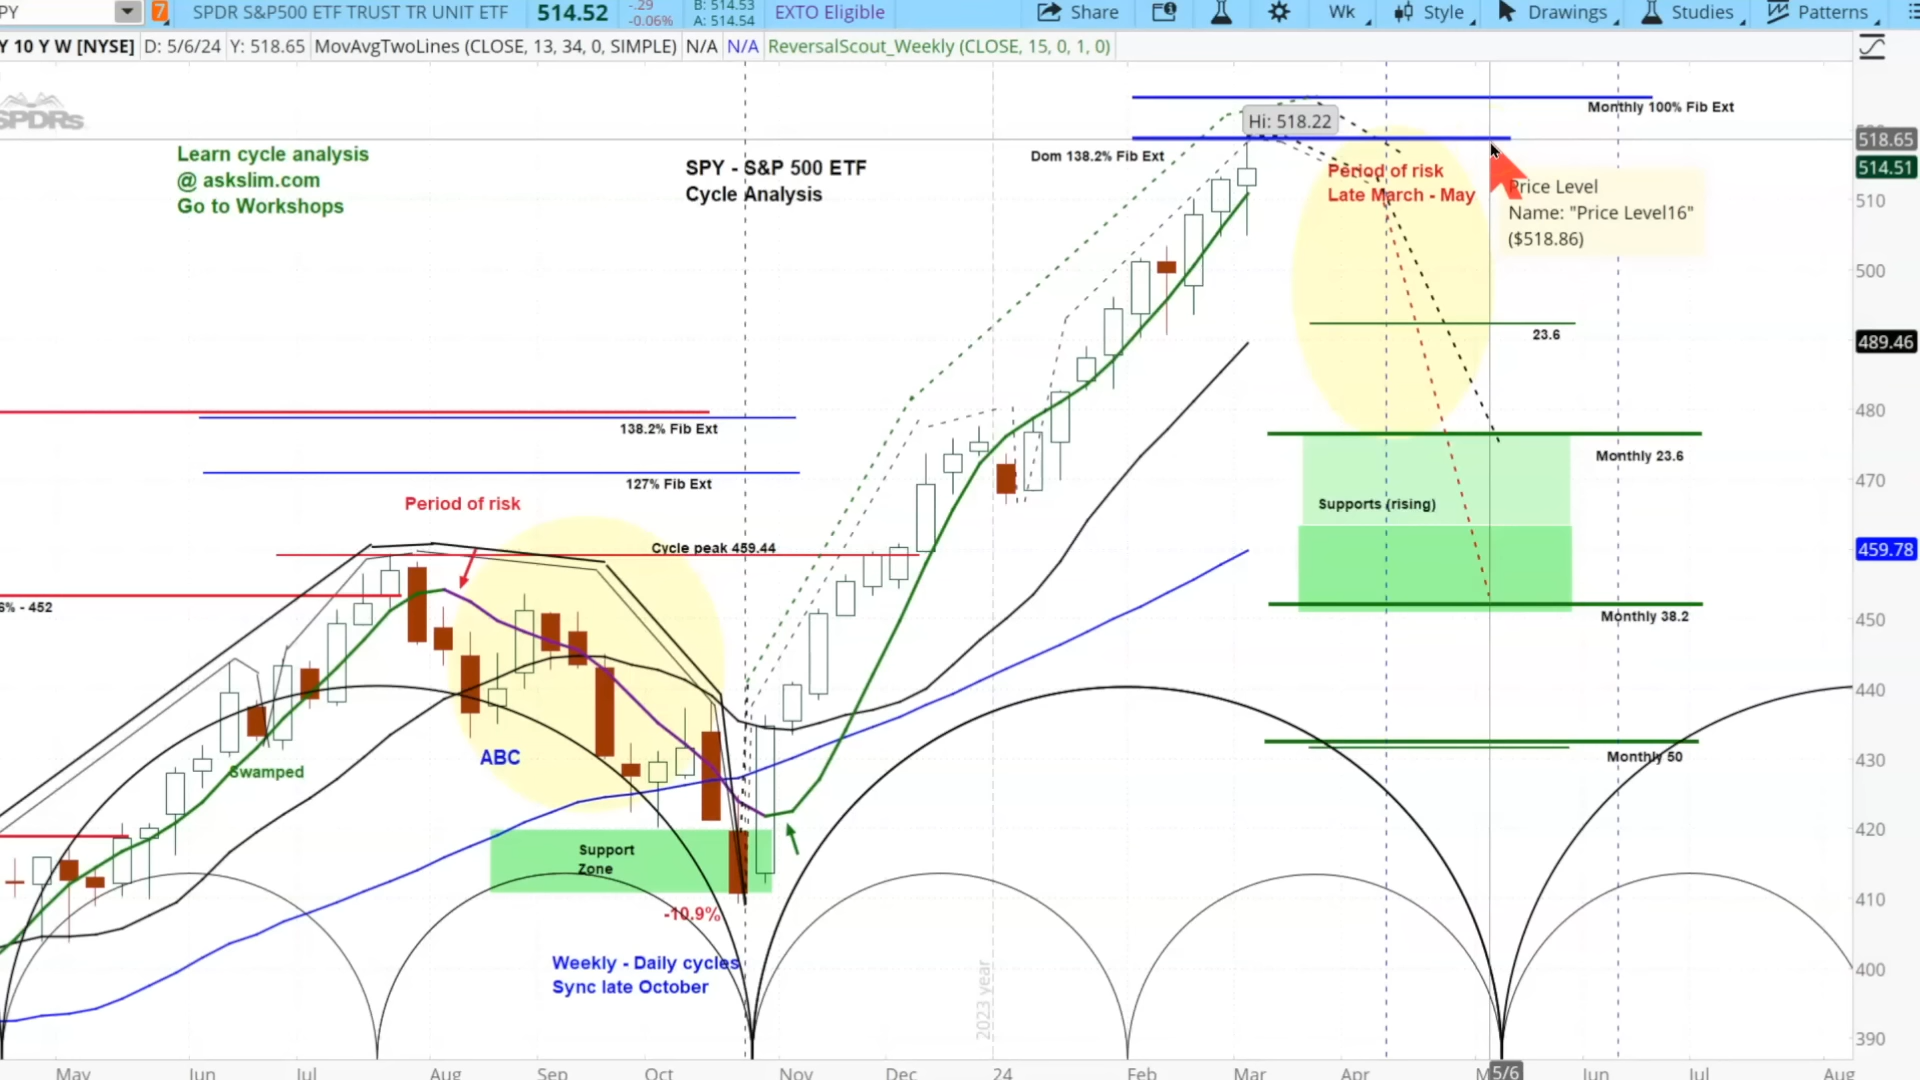 PY
7
SPDR S&P500 ETF TRUST TR UNIT ETF
514.52
-.29
-0.06%
B: 514.53
A: 514.54
EXTO Eligible
Share
Wk
Style
Drawings
Studies
Patterns
Y 10 Y W [NYSE]
D: 5/6/24
Y: 518.65
MovAvgTwoLines (CLOSE, 13, 34, 0, SIMPLE)
N/A
N/A
ReversalScout_Weekly (CLOSE, 15, 0, 1, 0)
SPDRs
Learn cycle analysis
@ askslim.com
Go to Workshops
SPY - S&P 500 ETF
Cycle Analysis
Monthly 100% Fib Ext
Hi: 518.22
Dom 138.2% Fib Ext
Period of risk
Late March - May
Price Level
Name: "Price Level16"
($518.86)
518.65
514.51
510
500
489.46
480
470
459.78
450
440
430
420
410
400
390
23.6
Monthly 23.6
Supports (rising)
Monthly 38.2
Monthly 50
138.2% Fib Ext
127% Fib Ext
Period of risk
Cycle peak 459.44
6% - 452
ABC
Swamped
Support
Zone
-10.9%
Weekly - Daily cycles
Sync late October
2023 year
May
Jun
Jul
Aug
Sep
Oct
Nov
Dec
24
Feb
Mar
Apr
M
5/6
Jun
Jul
Aug